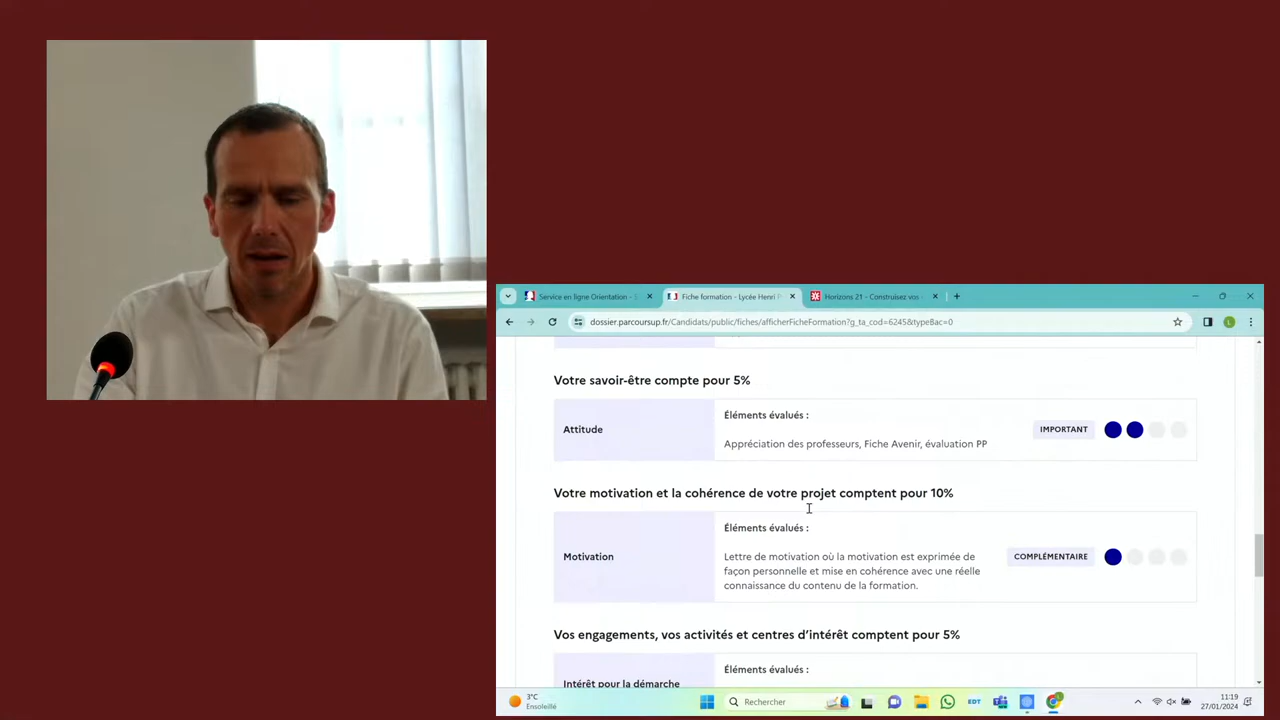 Service en ligne Orientation - S
Fiche formation - Lycée Henri P
Horizons 21 - Construisez vos
dossier.parcoursup.fr/Candidats/public/fiches/afficherFicheFormation?g_ta_cod=6245&typeBac=0
L
Votre savoir-être compte pour 5%
Attitude
Éléments évalués :
Appréciation des professeurs, Fiche Avenir, évaluation PP
IMPORTANT
Votre motivation et la cohérence de votre projet comptent pour 10%
Motivation
Éléments évalués :
Lettre de motivation où la motivation est exprimée de
façon personnelle et mise en cohérence avec une réelle
connaissance du contenu de la formation.
COMPLÉMENTAIRE
Vos engagements, vos activités et centres d'intérêt comptent pour 5%
Intérêt pour la démarche
Éléments évalués :
3°C
Ensoleillé
Rechercher
EDT
11:19
27/01/2024